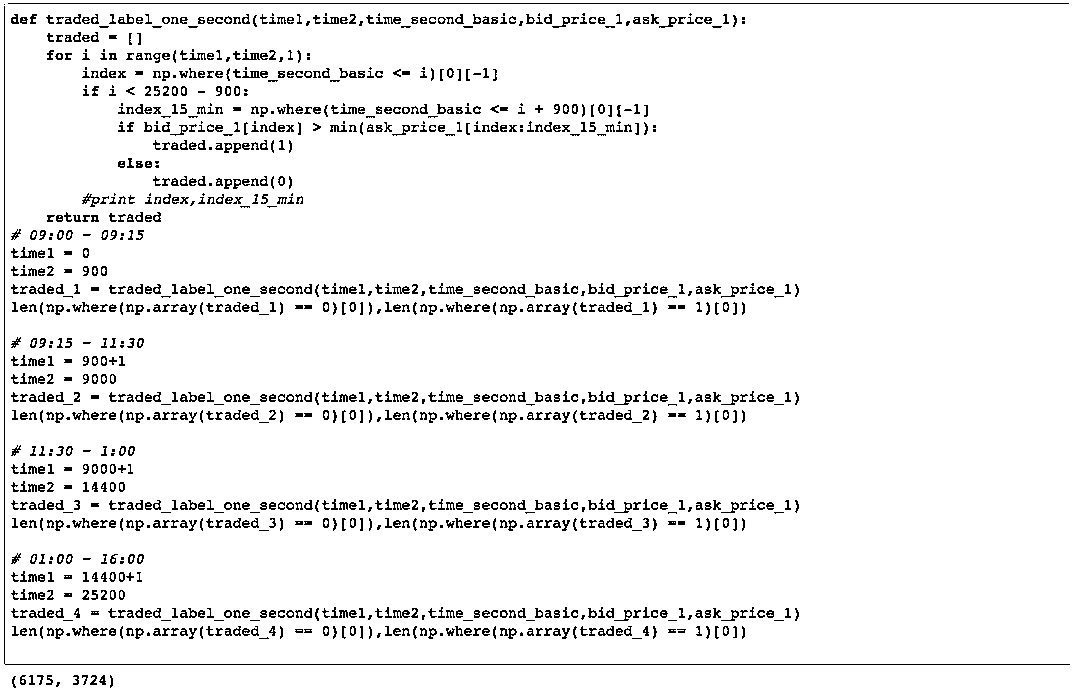 def traded_label_one_second(time1,time2,time_second_basic,bid_price_1,ask_price_1):
    traded = []
    for i in range(time1,time2,1):
        index = np.where(time_second_basic <= i)[0][-1]
        if i < 25200 - 900:
            index_15_min = np.where(time_second_basic <= i + 900)[0][-1]
            if bid_price_1[index] > min(ask_price_1[index:index_15_min]):
                traded.append(1)
            else:
                traded.append(0)
        #print index,index_15_min
    return traded
# 09:00 - 09:15
time1 = 0
time2 = 900
traded_1 = traded_label_one_second(time1,time2,time_second_basic,bid_price_1,ask_price_1)
len(np.where(np.array(traded_1) == 0)[0]),len(np.where(np.array(traded_1) == 1)[0])

# 09:15 - 11:30
time1 = 900+1
time2 = 9000
traded_2 = traded_label_one_second(time1,time2,time_second_basic,bid_price_1,ask_price_1)
len(np.where(np.array(traded_2) == 0)[0]),len(np.where(np.array(traded_2) == 1)[0])

# 11:30 - 1:00
time1 = 9000+1
time2 = 14400
traded_3 = traded_label_one_second(time1,time2,time_second_basic,bid_price_1,ask_price_1)
len(np.where(np.array(traded_3) == 0)[0]),len(np.where(np.array(traded_3) == 1)[0])

# 01:00 - 16:00
time1 = 14400+1
time2 = 25200
traded_4 = traded_label_one_second(time1,time2,time_second_basic,bid_price_1,ask_price_1)
len(np.where(np.array(traded_4) == 0)[0]),len(np.where(np.array(traded_4) == 1)[0])

(6175, 3724)